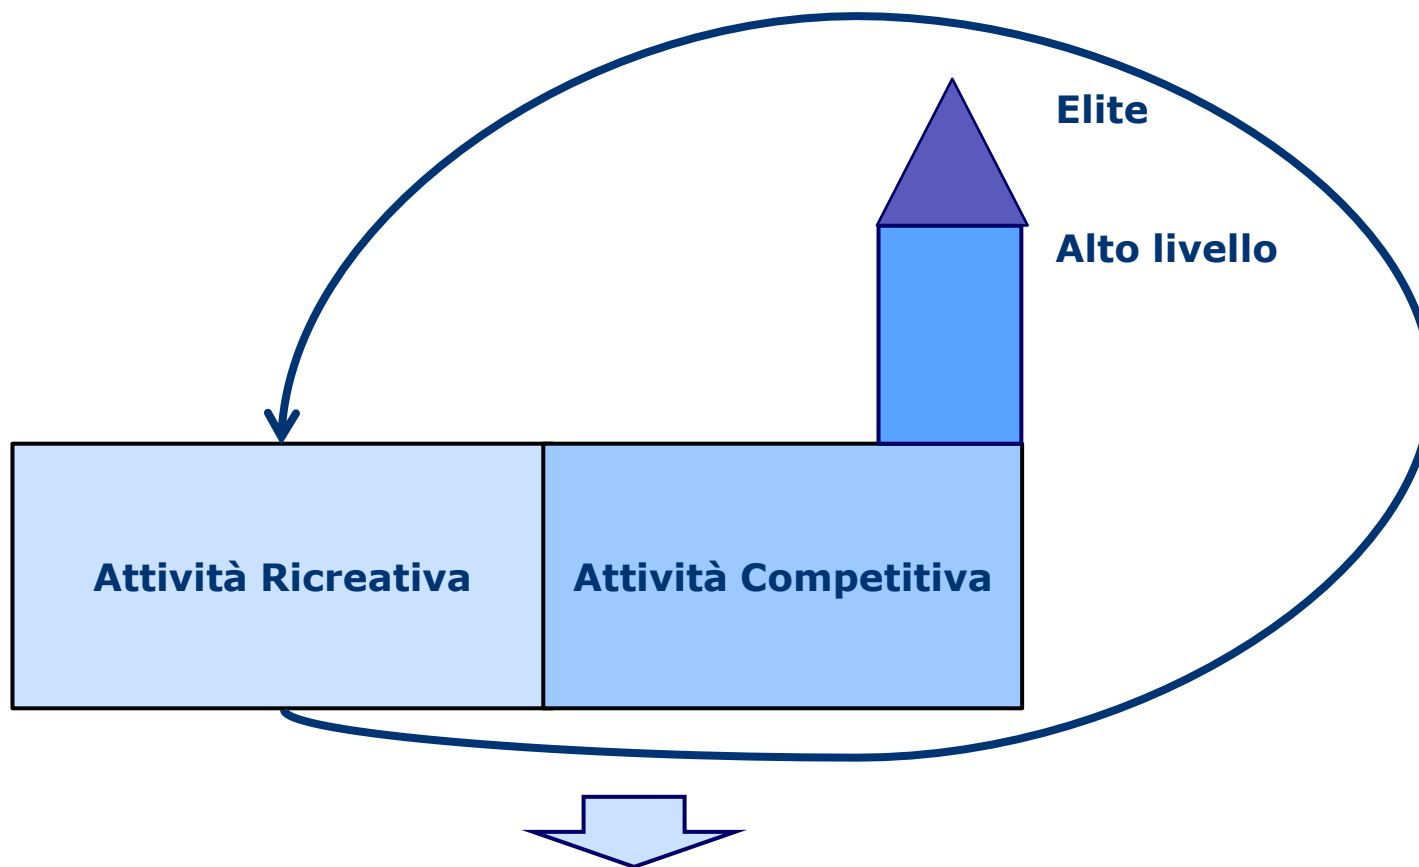 Elite
Alto livello
Attività Ricreativa
Attività Competitiva